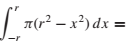 ∫_{-r}^{r} π(r² − x²) dx =